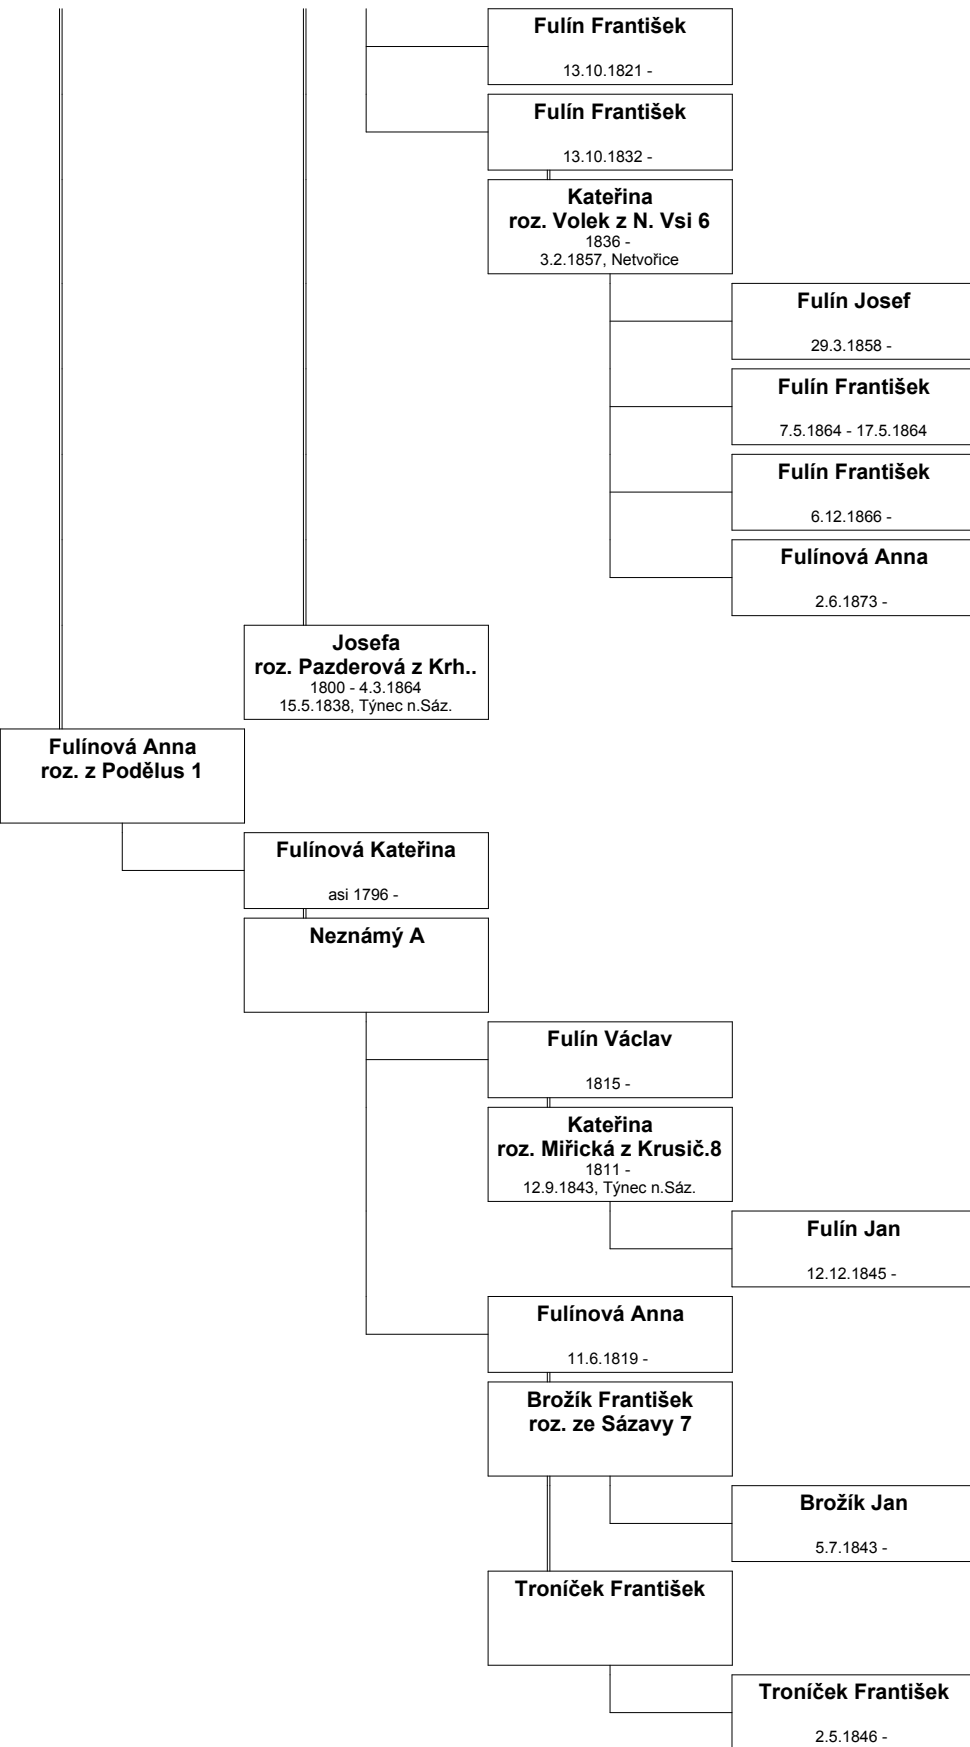 Fulín František
13.10.1821 -
Fulín František
13.10.1832 -
Kateřina
roz. Volek z N. Vsi 6
1836 -
3.2.1857, Netvořice
Fulín Josef
29.3.1858 -
Fulín František
7.5.1864 - 17.5.1864
Fulín František
6.12.1866 -
Fulínová Anna
2.6.1873 -
Josefa
roz. Pazderová z Krh..
1800 - 4.3.1864
15.5.1838, Týnec n.Sáz.
Fulínová Anna
roz. z Podělus 1
Fulínová Kateřina
asi 1796 -
Neznámý A
Fulín Václav
1815 -
Kateřina
roz. Miřická z Krusič.8
1811 -
12.9.1843, Týnec n.Sáz.
Fulín Jan
12.12.1845 -
Fulínová Anna
11.6.1819 -
Brožík František
roz. ze Sázavy 7
Brožík Jan
5.7.1843 -
Troníček František
Troníček František
2.5.1846 -